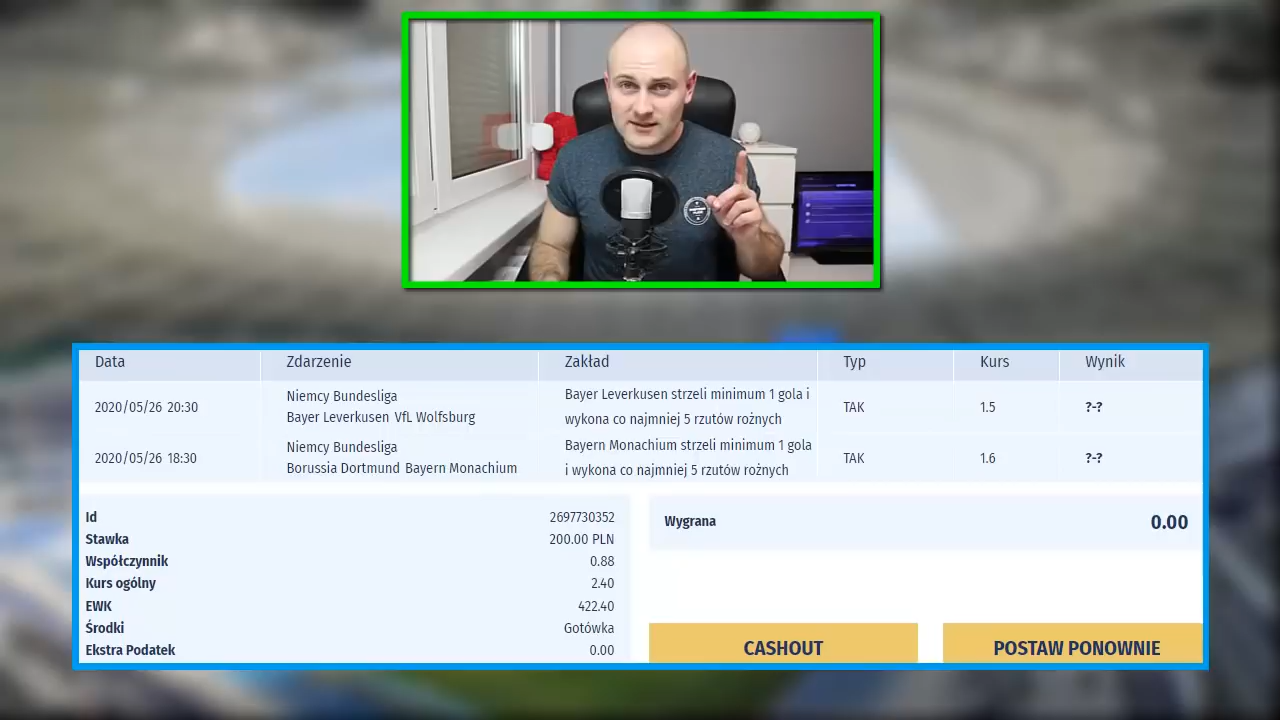 Data Zdarzenie Zakład Typ Kurs Wynik
Niemcy Bundesliga Bayer Leverkusen strzeli minimum 1 gola i
2020/05/26 20:30 TAK 1.5 ?-?
Bayer Leverkusen VfL Wolfsburg wykona co najmniej 5 rzutów rożnych
Niemcy Bundesliga Bayern Monachium strzeli minimum 1 gola
2020/05/26 18:30 TAK 1.6 ?-?
Borussia Dortmund Bayern Monachium i wykona co najmniej 5 rzutów rożnych
Id 2697730352
Stawka 200.00 PLN
Współczynnik 0.88
Kurs ogólny 2.40
EWK 422.40
Środki Gotówka
Ekstra Podatek 0.00
Wygrana 0.00
CASHOUT POSTAW PONOWNIE